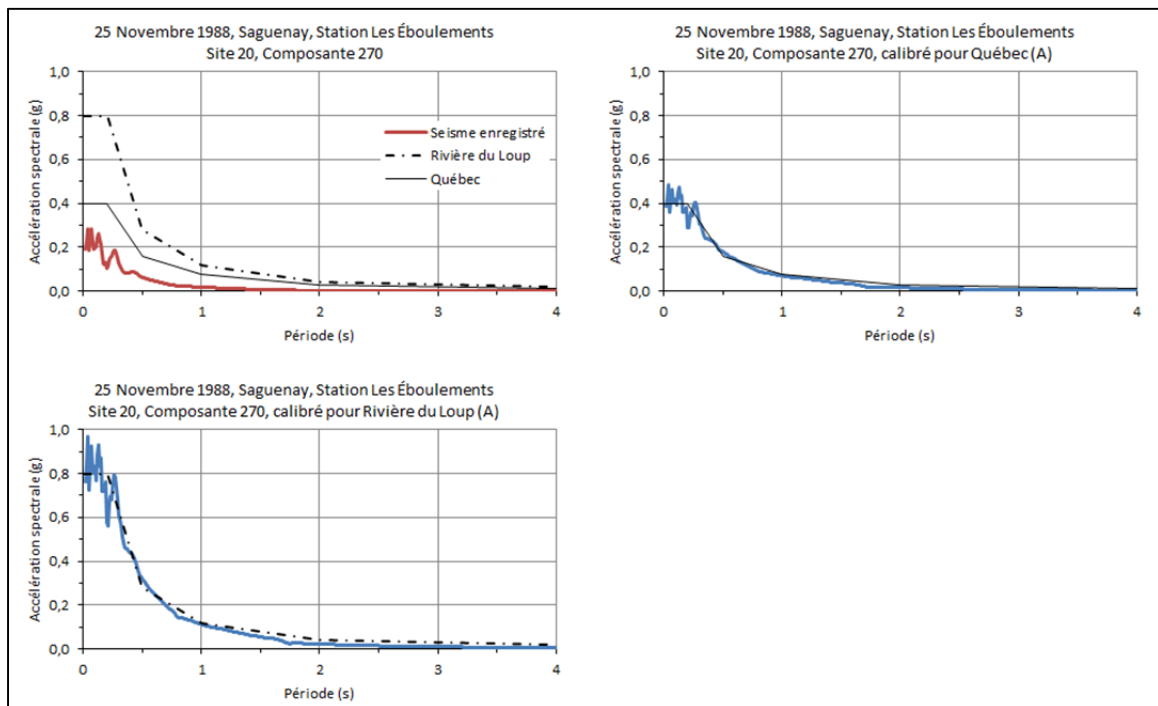 25 Novembre 1988, Saguenay, Station Les Éboulements
Site 20, Composante 270
Accélération spectrale (g)
1,0
0,8
0,6
0,4
0,2
0,0
Seisme enregistré
Rivière du Loup
Québec
0 1 2 3 4
Période (s)
25 Novembre 1988, Saguenay, Station Les Éboulements
Site 20, Composante 270, calibré pour Québec (A)
Accélération spectrale (g)
1,0
0,8
0,6
0,4
0,2
0,0
0 1 2 3 4
Période (s)
25 Novembre 1988, Saguenay, Station Les Éboulements
Site 20, Composante 270, calibré pour Rivière du Loup (A)
Accélération spectrale (g)
1,0
0,8
0,6
0,4
0,2
0,0
0 1 2 3 4
Période (s)